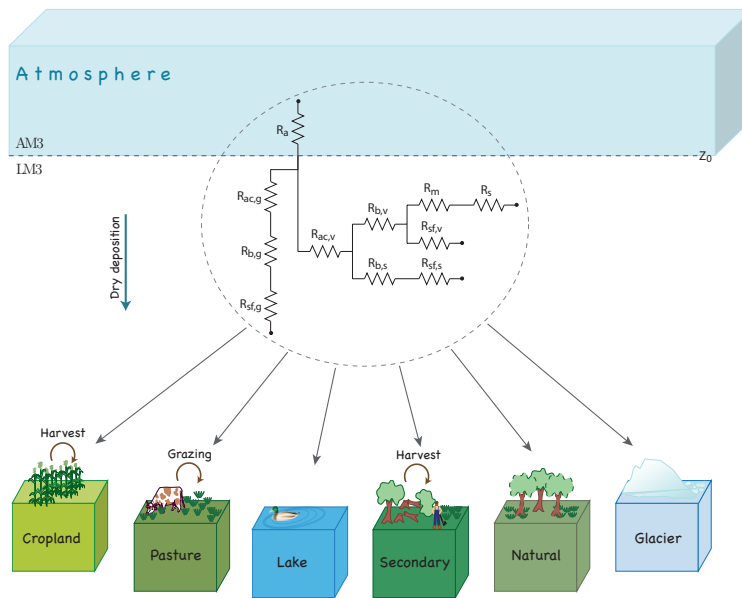 Atmosphere
AM3
LM3
Z0
Ra
Rac,g
Rb,g
Rsf,g
Rac,v
Rb,v
Rm
Rs
Rsf,v
Rb,s
Rsf,s
Dry deposition
Harvest
Grazing
Harvest
Cropland
Pasture
Lake
Secondary
Natural
Glacier